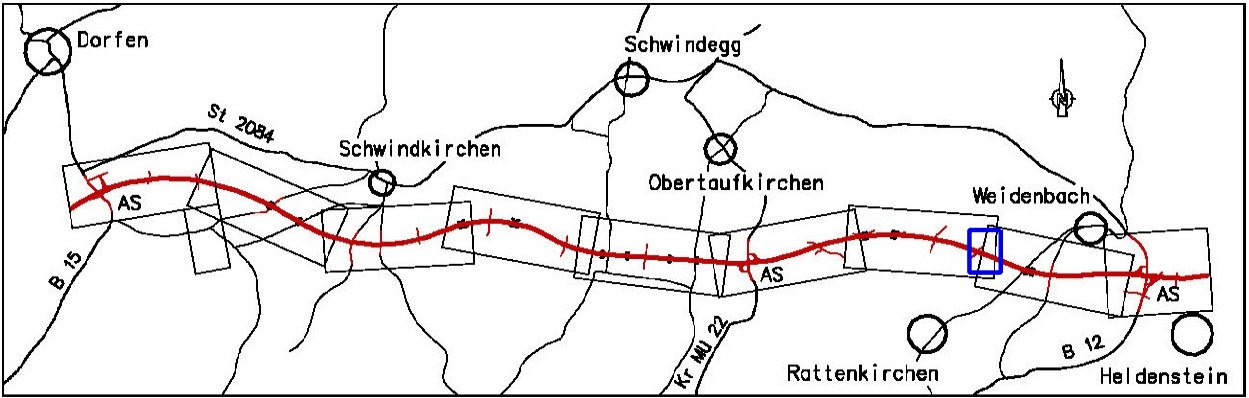 Dorfen
Schwindegg
St 2084
Schwindkirchen
N
Obertaufkirchen
Weidenbach
AS
AS
AS
B 15
Kr MÜ 22
B 12
Rattenkirchen
Heldenstein